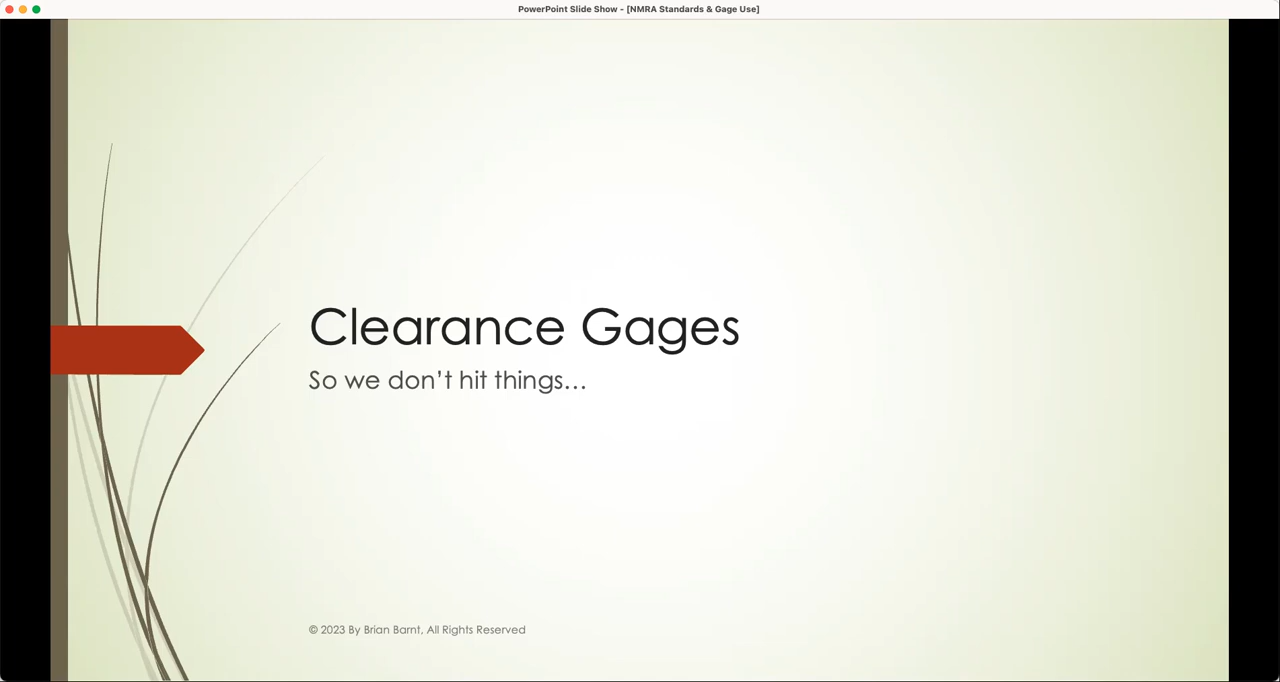 PowerPoint Slide Show - [NMRA Standards & Gage Use]
Clearance Gages
So we don’t hit things…
© 2023 By Brian Barnt, All Rights Reserved